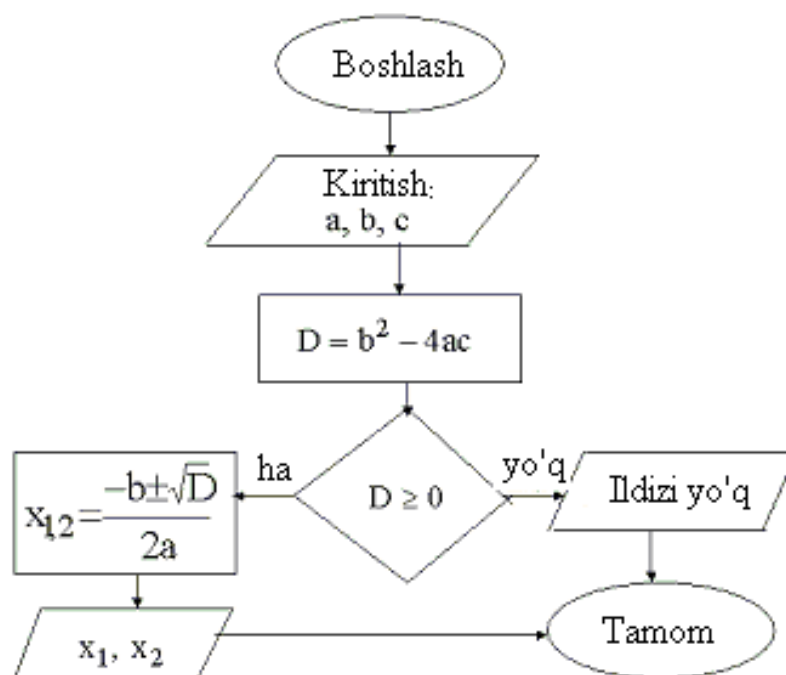 Boshlash
Kiritish:
a, b, c
D = b² − 4ac
ha
yo'q
D ≥ 0
x₁,₂ = (−b±√D)/2a
Ildizi yo'q
Tamom
x₁, x₂